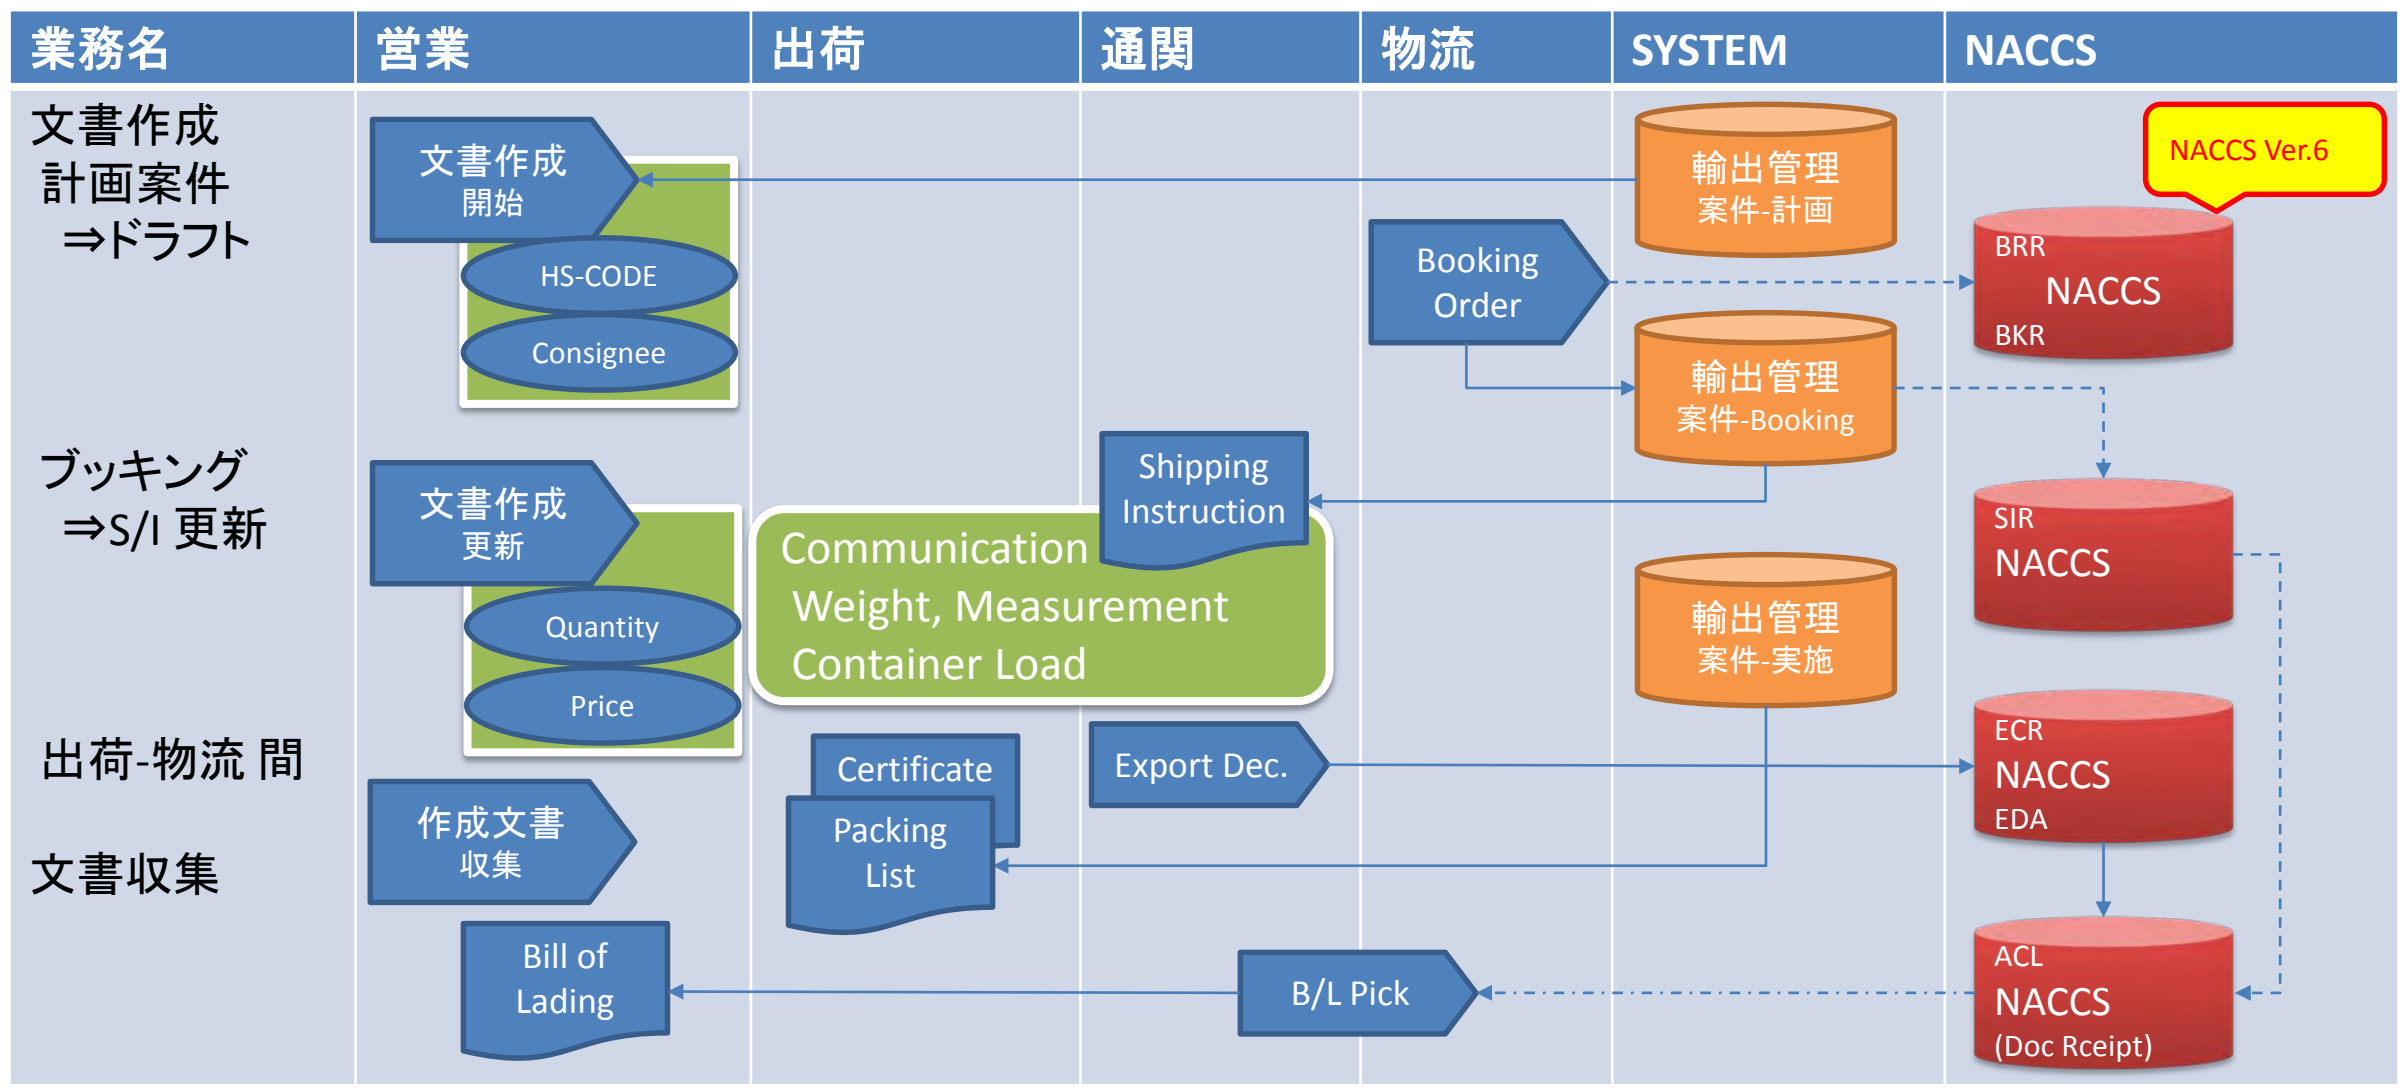 業務名
営業
出荷
通関
物流
SYSTEM
NACCS
文書作成
計画案件
⇒ドラフト
文書作成
開始
HS-CODE
Consignee
Booking
Order
輸出管理
案件-計画
NACCS Ver.6
BRR
NACCS
BKR
輸出管理
案件-Booking
ブッキング
⇒S/I 更新
文書作成
更新
Quantity
Price
Shipping
Instruction
Communication
Weight, Measurement
Container Load
輸出管理
案件-実施
SIR
NACCS
出荷-物流 間
Certificate
Packing
List
Export Dec.
ECR
NACCS
EDA
文書収集
作成文書
収集
Bill of
Lading
B/L Pick
ACL
NACCS
(Doc Rceipt)